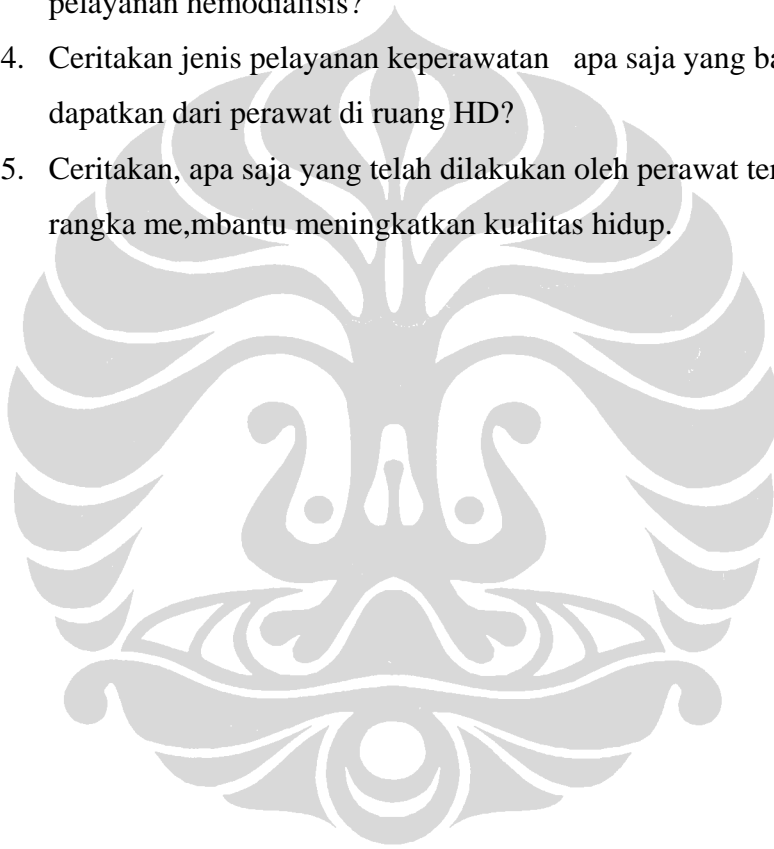 pelayanan hemodialisis?
4. Ceritakan jenis pelayanan keperawatan apa saja yang
dapatkan dari perawat di ruang HD?
5. Ceritakan, apa saja yang telah dilakukan oleh perawat
rangka me,mbantu meningkatkan kualitas hidup.